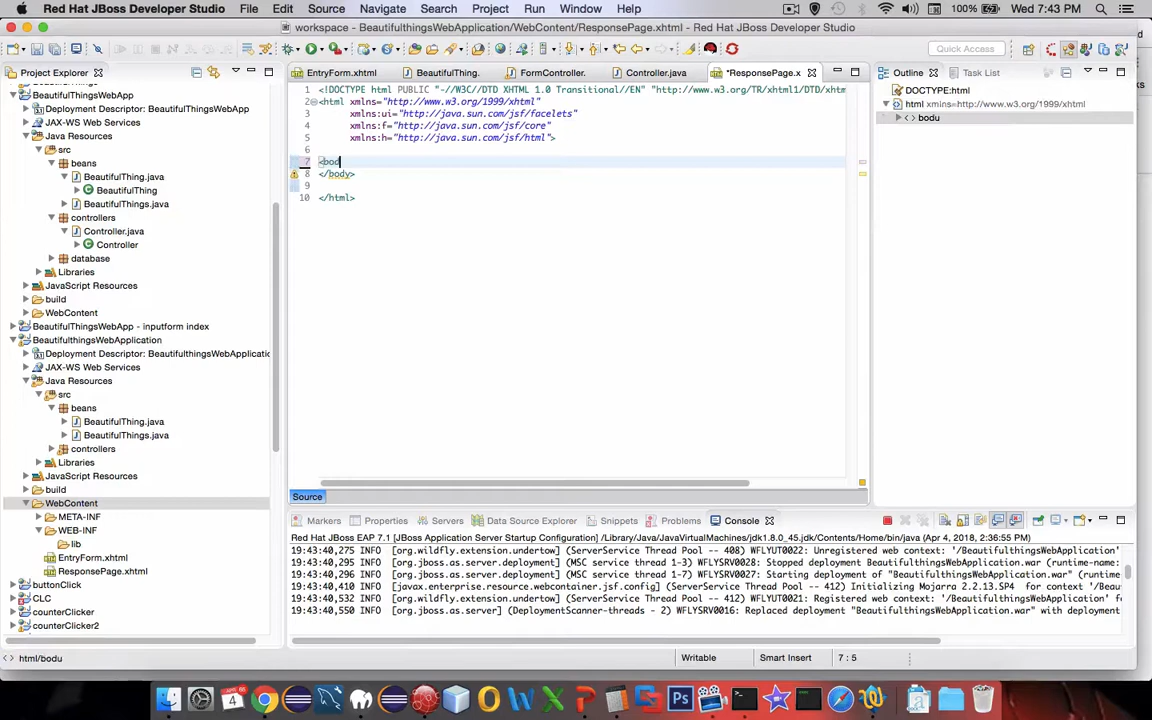 Red Hat JBoss Developer Studio File Edit Source Navigate Search Project Run Window Help 100% Wed 7:43 PM
workspace - BeautifulthingsWebApplication/WebContent/ResponsePage.xhtml - Red Hat JBoss Developer Studio
Quick Access
Project Explorer
EntryForm.xhtml BeautifulThing. FormController. Controller.java *ResponsePage.x
Outline Task List
BeautifulThingsWebApp
Deployment Descriptor: BeautifulThingsWebApp
JAX-WS Web Services
Java Resources
src
beans
BeautifulThing.java
BeautifulThing
BeautifulThings.java
controllers
Controller.java
Controller
database
Libraries
JavaScript Resources
build
WebContent
BeautifulThingsWebApp - inputform index
BeautifulthingsWebApplication
Deployment Descriptor: BeautifulthingsWebApplicatio
JAX-WS Web Services
Java Resources
src
beans
BeautifulThing.java
BeautifulThings.java
controllers
Libraries
JavaScript Resources
build
WebContent
META-INF
WEB-INF
lib
EntryForm.xhtml
ResponsePage.xhtml
buttonClick
CLC
counterClicker
counterClicker2
1 <!DOCTYPE html PUBLIC "-//W3C//DTD XHTML 1.0 Transitional//EN" "http://www.w3.org/TR/xhtml1/DTD/xhtm
2 <html xmlns="http://www.w3.org/1999/xhtml"
3 xmlns:ui="http://java.sun.com/jsf/facelets"
4 xmlns:f="http://java.sun.com/jsf/core"
5 xmlns:h="http://java.sun.com/jsf/html">
6
7 <bod
8 </body>
9
10 </html>
Source
DOCTYPE:html
html xmlns=http://www.w3.org/1999/xhtml
<> bodu
Markers Properties Servers Data Source Explorer Snippets Problems Console
Red Hat JBoss EAP 7.1 [JBoss Application Server Startup Configuration] /Library/Java/JavaVirtualMachines/jdk1.8.0_45.jdk/Contents/Home/bin/java (Apr 4, 2018, 2:36:55 PM)
19:43:40,275 INFO [org.wildfly.extension.undertow] (ServerService Thread Pool -- 408) WFLYUT0022: Unregistered web context: '/BeautifulthingsWebApplication'
19:43:40,295 INFO [org.jboss.as.server.deployment] (MSC service thread 1-3) WFLYSRV0028: Stopped deployment BeautifulthingsWebApplication.war (runtime-name:
19:43:40,296 INFO [org.jboss.as.server.deployment] (MSC service thread 1-7) WFLYSRV0027: Starting deployment of "BeautifulthingsWebApplication.war" (runtime
19:43:40,410 INFO [javax.enterprise.resource.webcontainer.jsf.config] (ServerService Thread Pool -- 412) Initializing Mojarra 2.2.13.SP4 for context '/Beau
19:43:40,532 INFO [org.wildfly.extension.undertow] (ServerService Thread Pool -- 412) WFLYUT0021: Registered web context: '/BeautifulthingsWebApplication' f
19:43:40,550 INFO [org.jboss.as.server] (DeploymentScanner-threads - 2) WFLYSRV0016: Replaced deployment "BeautifulthingsWebApplication.war" with deployment
<> html/bodu Writable Smart Insert 7 : 5